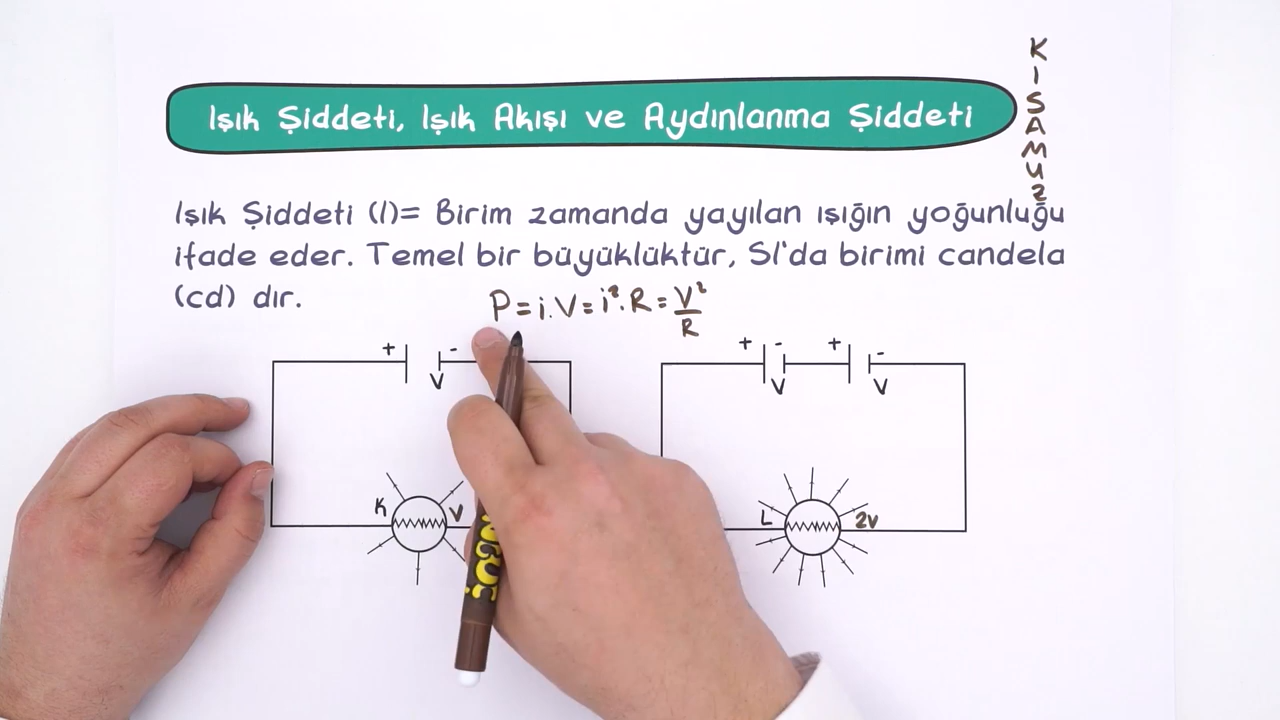 Işık Şiddeti, Işık Akışı ve Aydınlanma Şiddeti
KISAMUZ
Işık Şiddeti (I)= Birim zamanda yayılan ışığın yoğunluğu
ifade eder. Temel bir büyüklüktür, SI'da birimi candela
(cd) dır.
P = i.V = i².R = V²/R
+ - V
+ - V + - V
K V
L 2V